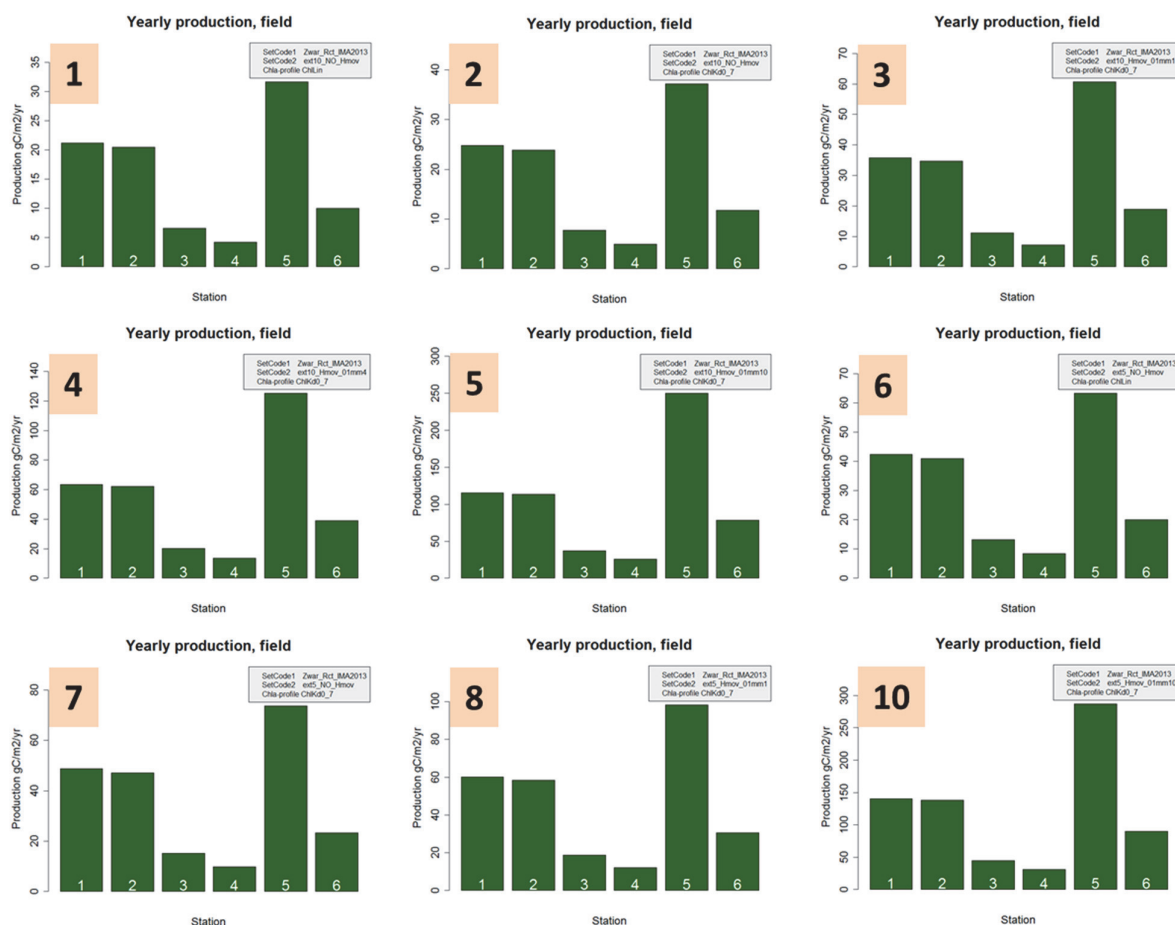 Yearly production, field
1
SetCode1 Zwar_Rct_IMA2013
SetCode2 ext10_NO_Hmov
Chla-profile ChlLin
Production gC/m2/yr
0 5 10 15 20 25 30 35
1 2 3 4 5 6
Station
Yearly production, field
2
SetCode1 Zwar_Rct_IMA2013
SetCode2 ext10_NO_Hmov
Chla-profile ChlKd0_7
Production gC/m2/yr
0 10 20 30 40
1 2 3 4 5 6
Station
Yearly production, field
3
SetCode1 Zwar_Rct_IMA2013
SetCode2 ext10_Hmov_01mm1
Chla-profile ChlKd0_7
Production gC/m2/yr
0 10 20 30 40 50 60 70
1 2 3 4 5 6
Station
Yearly production, field
4
SetCode1 Zwar_Rct_IMA2013
SetCode2 ext10_Hmov_01mm4
Chla-profile ChlKd0_7
Production gC/m2/yr
0 20 40 60 80 100 120 140
1 2 3 4 5 6
Station
Yearly production, field
5
SetCode1 Zwar_Rct_IMA2013
SetCode2 ext10_Hmov_01mm10
Chla-profile ChlKd0_7
Production gC/m2/yr
0 50 100 150 200 250 300
1 2 3 4 5 6
Station
Yearly production, field
6
SetCode1 Zwar_Rct_IMA2013
SetCode2 ext5_NO_Hmov
Chla-profile ChlLin
Production gC/m2/yr
0 10 20 30 40 50 60 70
1 2 3 4 5 6
Station
Yearly production, field
7
SetCode1 Zwar_Rct_IMA2013
SetCode2 ext5_NO_Hmov
Chla-profile ChlKd0_7
Production gC/m2/yr
0 20 40 60 80
1 2 3 4 5 6
Station
Yearly production, field
8
SetCode1 Zwar_Rct_IMA2013
SetCode2 ext5_Hmov_01mm1
Chla-profile ChlKd0_7
Production gC/m2/yr
0 20 40 60 80 100
1 2 3 4 5 6
Station
Yearly production, field
10
SetCode1 Zwar_Rct_IMA2013
SetCode2 ext5_Hmov_01mm10
Chla-profile ChlKd0_7
Production gC/m2/yr
0 50 100 150 200 250 300
1 2 3 4 5 6
Station